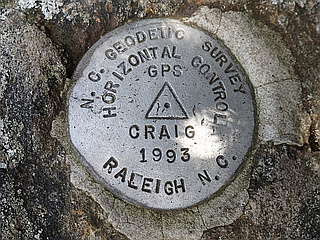 N. C. GEODETIC SURVEY
HORIZONTAL CONTROL
GPS
CRAIG
1993
RALEIGH N.C.